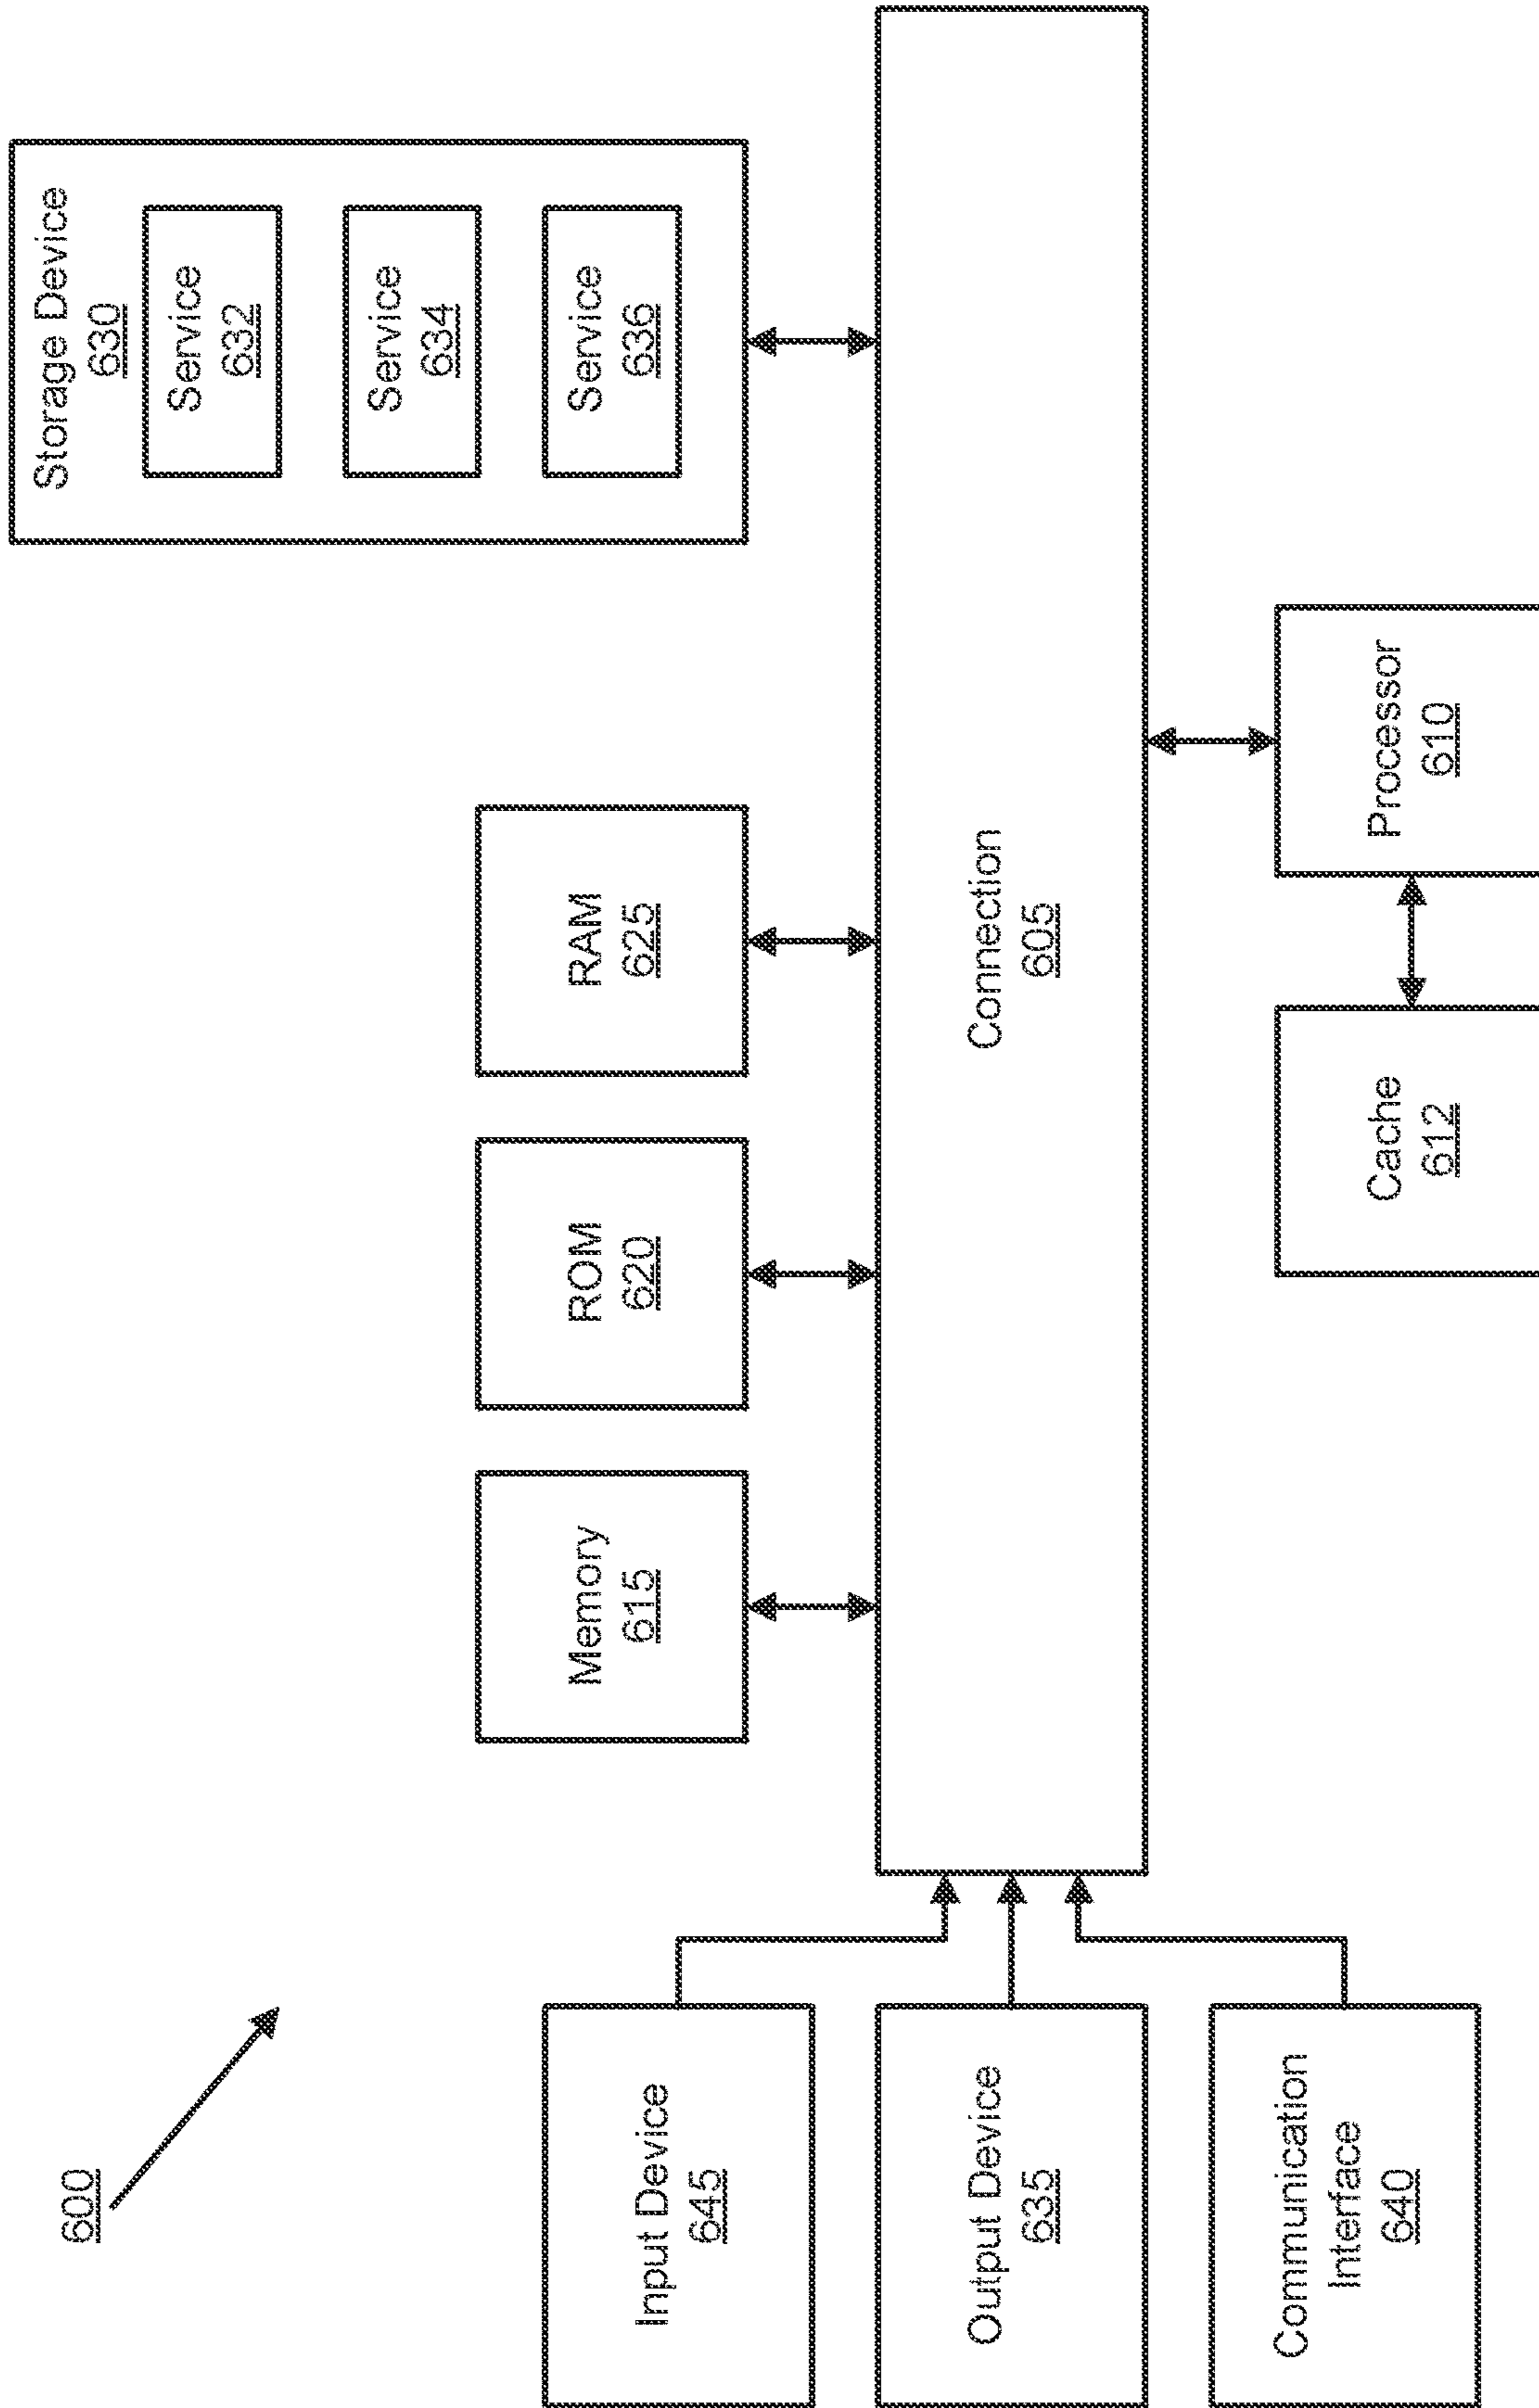 600
Input Device
645
Output Device
635
Communication
Interface
640
Memory
615
ROM
620
RAM
625
Storage Device
630
Service
632
Service
634
Service
636
Connection
605
Cache
612
Processor
610